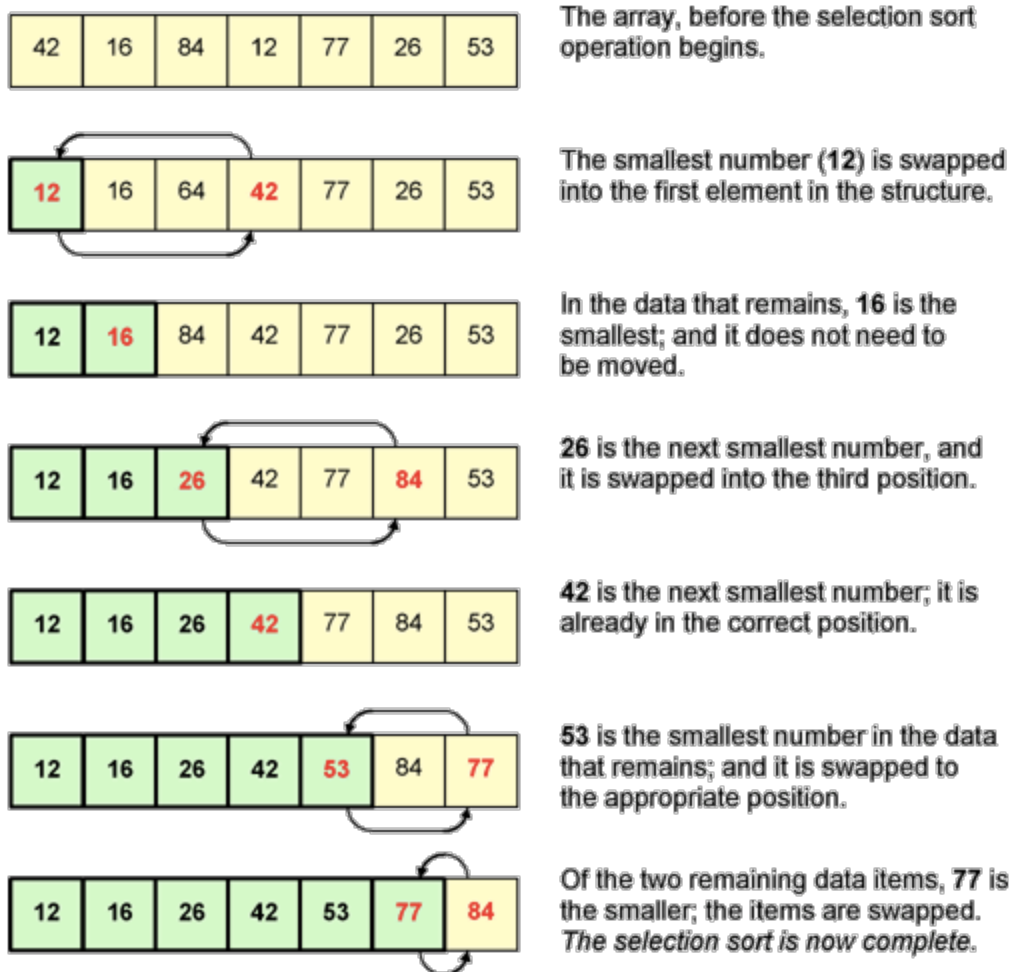 42 16 84 12 77 26 53
The array, before the selection sort
operation begins.
12 16 64 42 77 26 53
The smallest number (12) is swapped
into the first element in the structure.
12 16 84 42 77 26 53
In the data that remains, 16 is the
smallest; and it does not need to
be moved.
12 16 26 42 77 84 53
26 is the next smallest number, and
it is swapped into the third position.
12 16 26 42 77 84 53
42 is the next smallest number; it is
already in the correct position.
12 16 26 42 53 84 77
53 is the smallest number in the data
that remains; and it is swapped to
the appropriate position.
12 16 26 42 53 77 84
Of the two remaining data items, 77 is
the smaller; the items are swapped.
The selection sort is now complete.